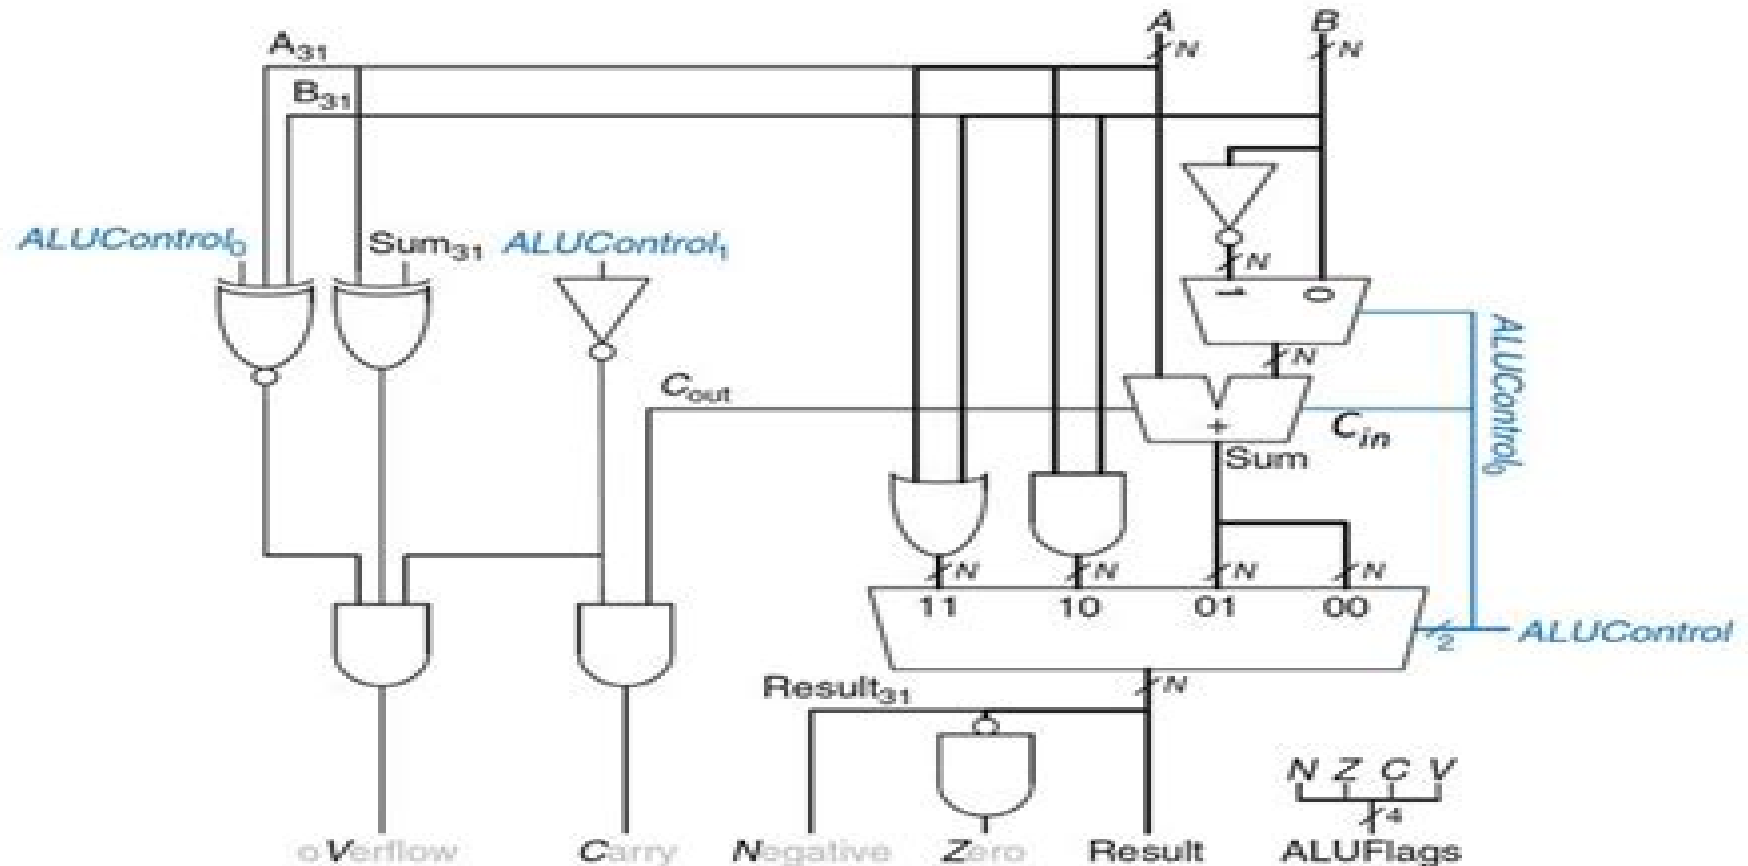 A B
A31 N N
B31
ALUControl0 Sum31 ALUControl1
N
1 0
ALUControl0
N
Cout
Cin
+
Sum
N N N N
11 10 01 00
2 ALUControl
Result31 N
N Z C V
4
oVerflow Carry Negative Zero Result ALUFlags